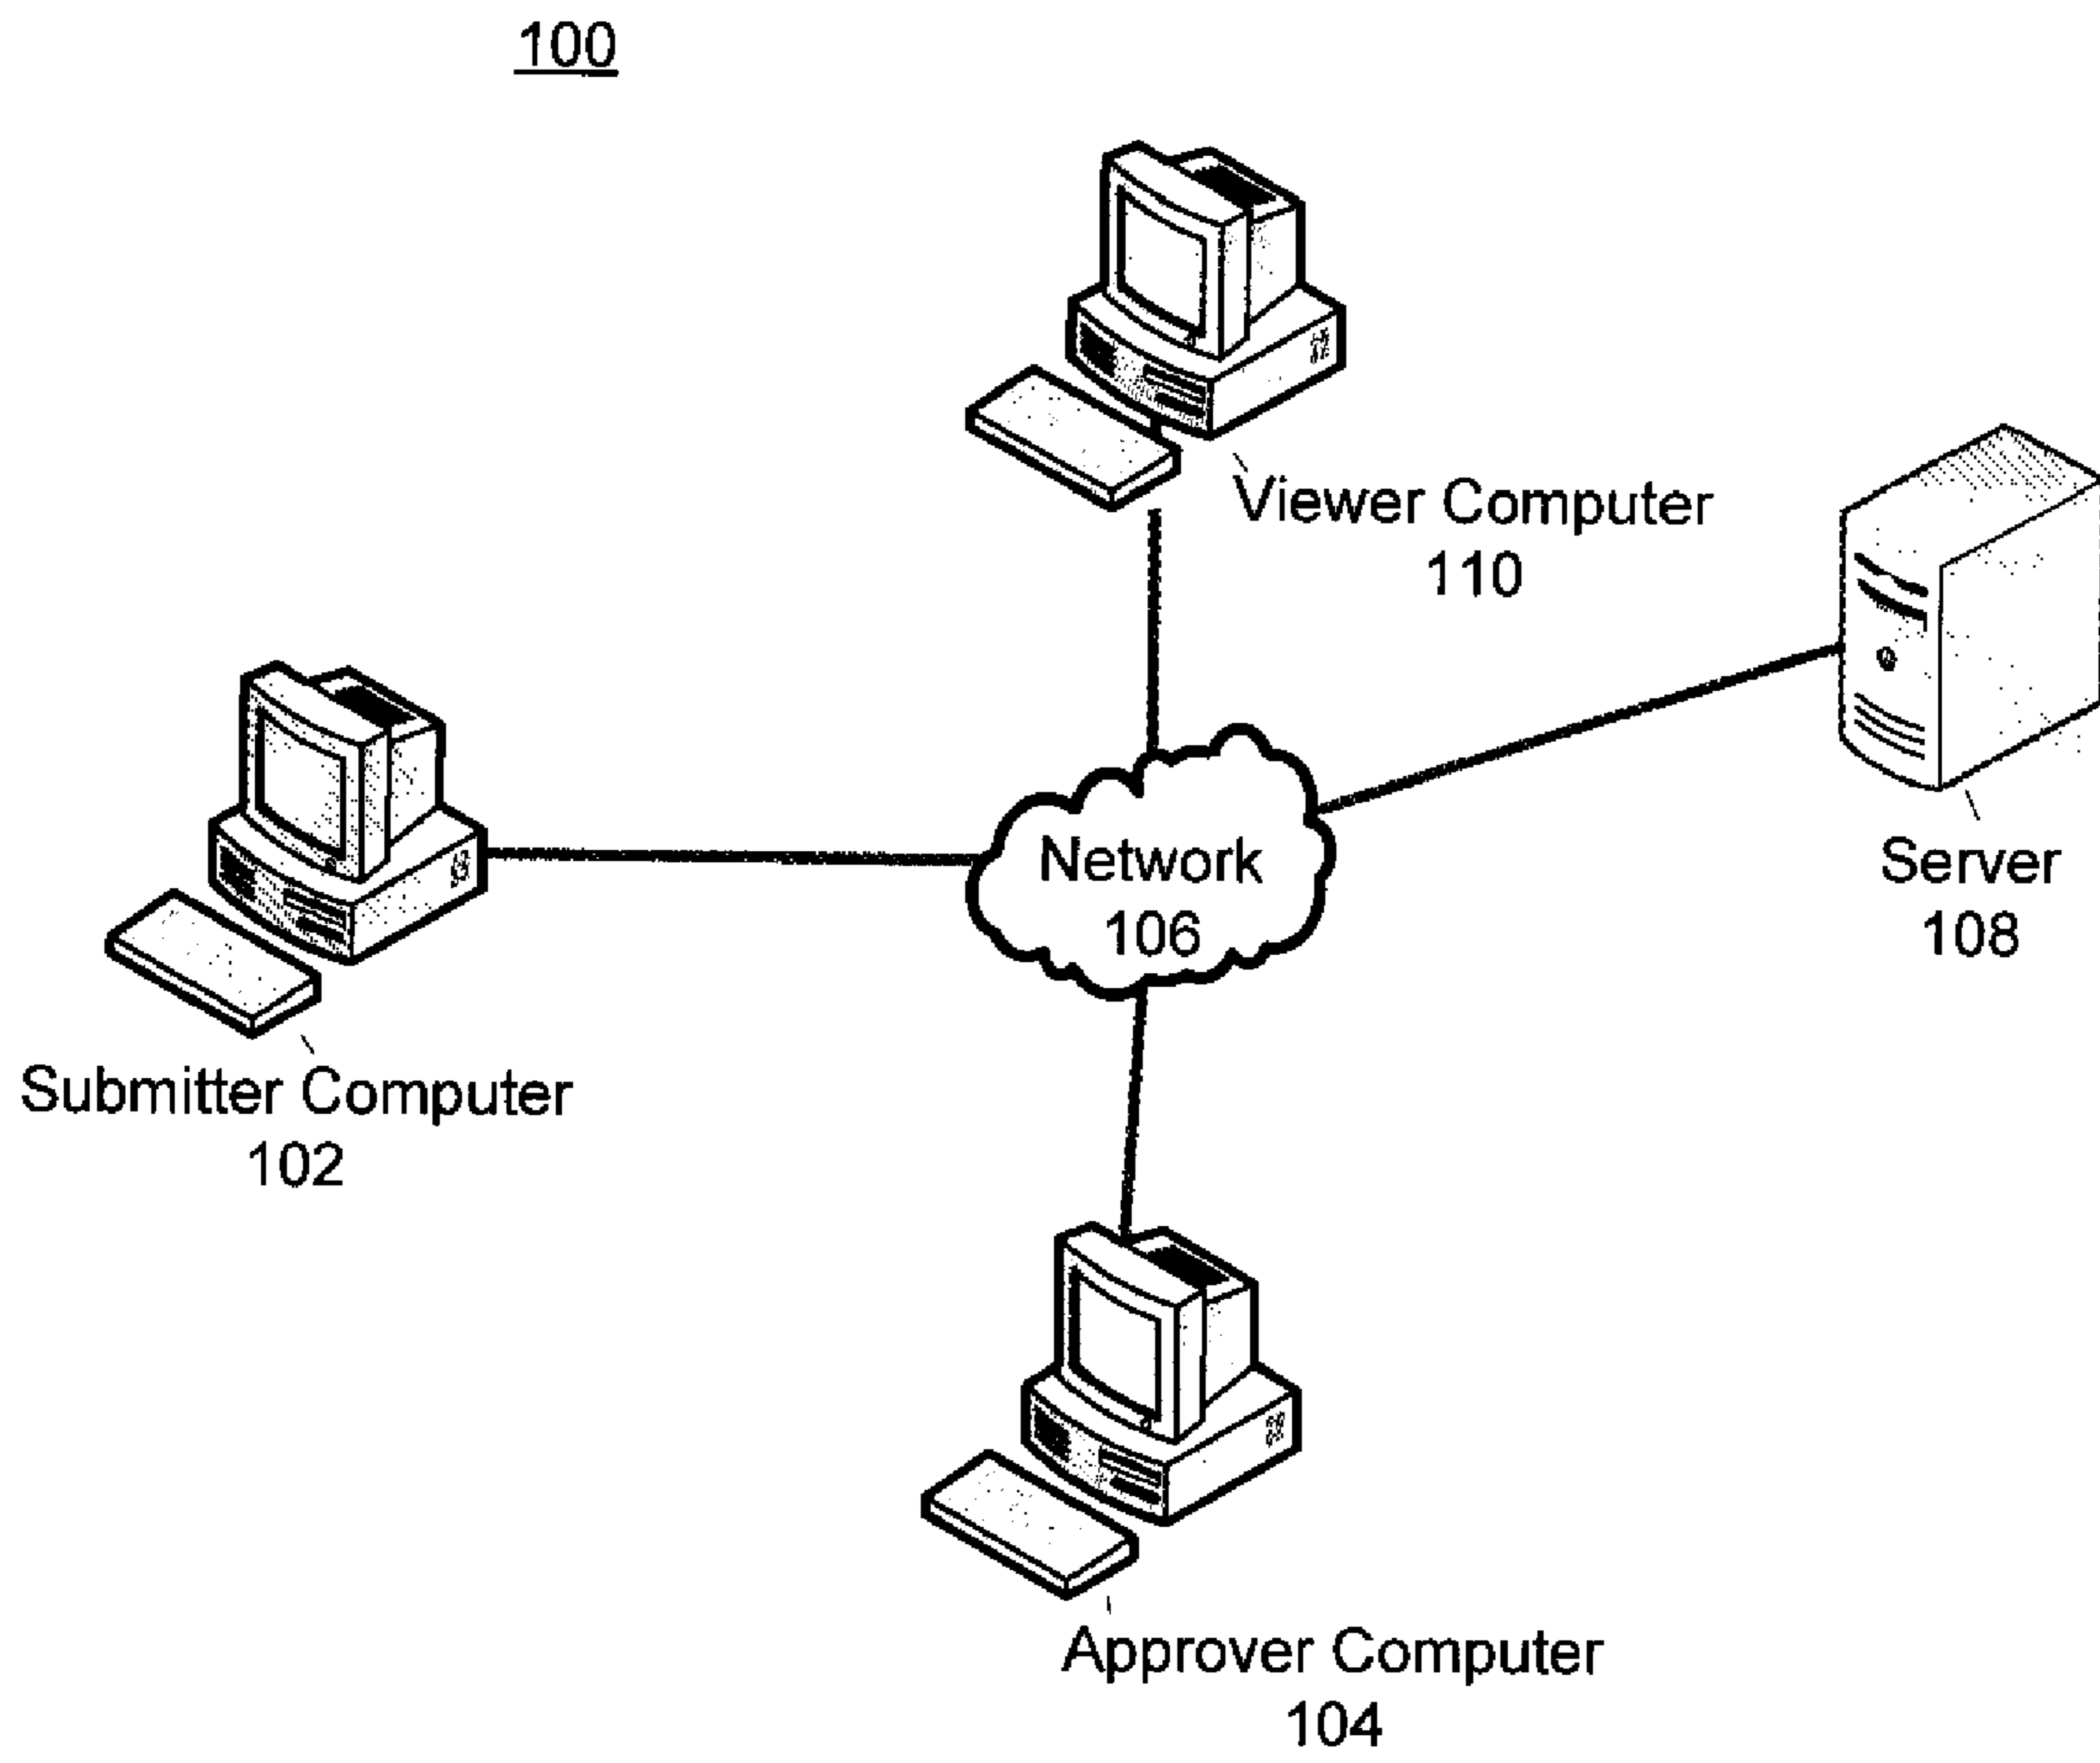 100
Viewer Computer
110
Network
106
Server
108
Submitter Computer
102
Approver Computer
104